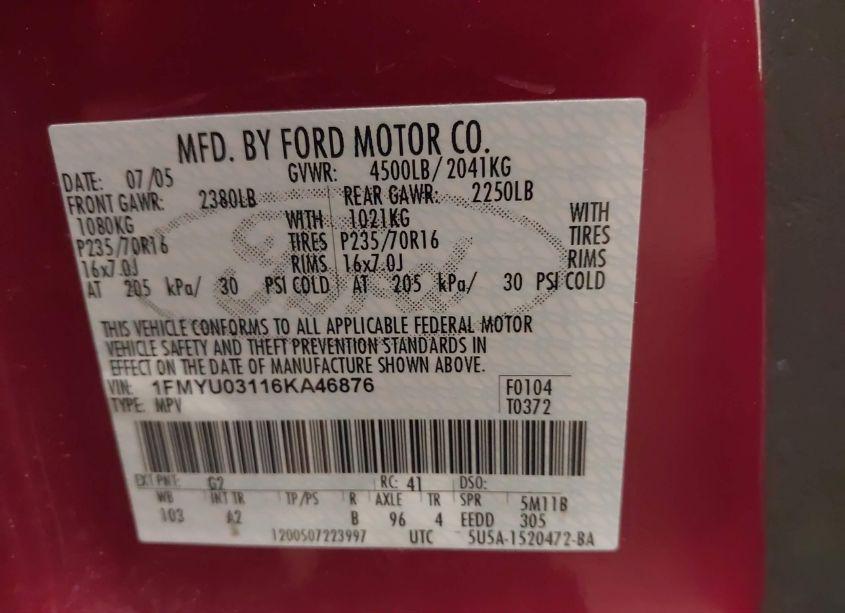 MFD. BY FORD MOTOR CO.
DATE: 07/05 GVWR: 4500LB/2041KG
FRONT GAWR: 2380LB REAR GAWR: 2250LB
1080KG WITH 1021KG WITH
P235/70R16 TIRES P235/70R16 TIRES
16x7.0J RIMS 16x7.0J RIMS
AT 205 kPa/ 30 PSI COLD AT 205 kPa/ 30 PSI COLD
Ford
THIS VEHICLE CONFORMS TO ALL APPLICABLE FEDERAL MOTOR
VEHICLE SAFETY AND THEFT PREVENTION STANDARDS IN
EFFECT ON THE DATE OF MANUFACTURE SHOWN ABOVE.
VIN: 1FMYU03116KA46876 F0104
TYPE: MPV T0372
EXT PNT: G2 RC: 41 DSO:
WB INT TR TP/PS R AXLE TR SPR 5M11B
103 A2 B 96 4 EEDD 305
1200507223997 UTC 5U5A-1520472-BA